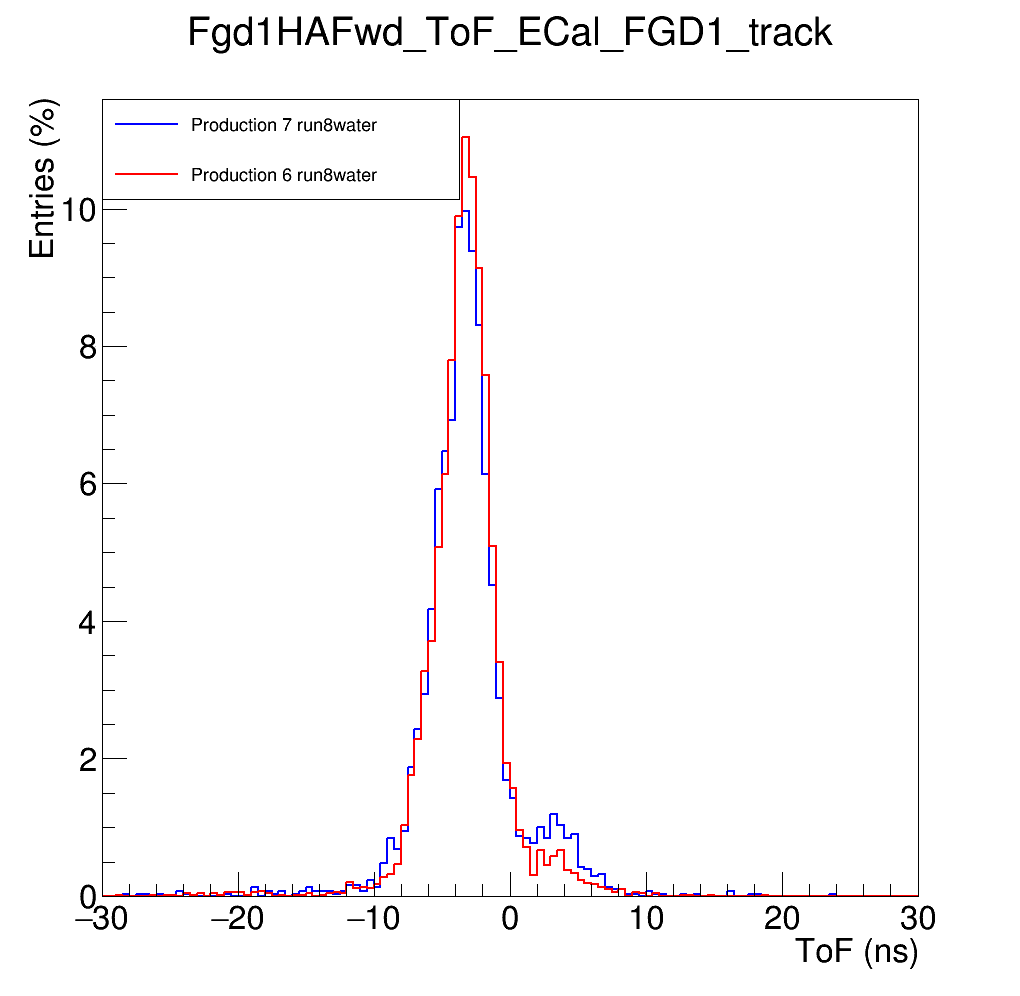 Fgd1HAFwd_ToF_ECal_FGD1_track
Entries (%)
Production 7 run8water
Production 6 run8water
10
8
6
4
2
0
−30 −20 −10 0 10 20 30
ToF (ns)